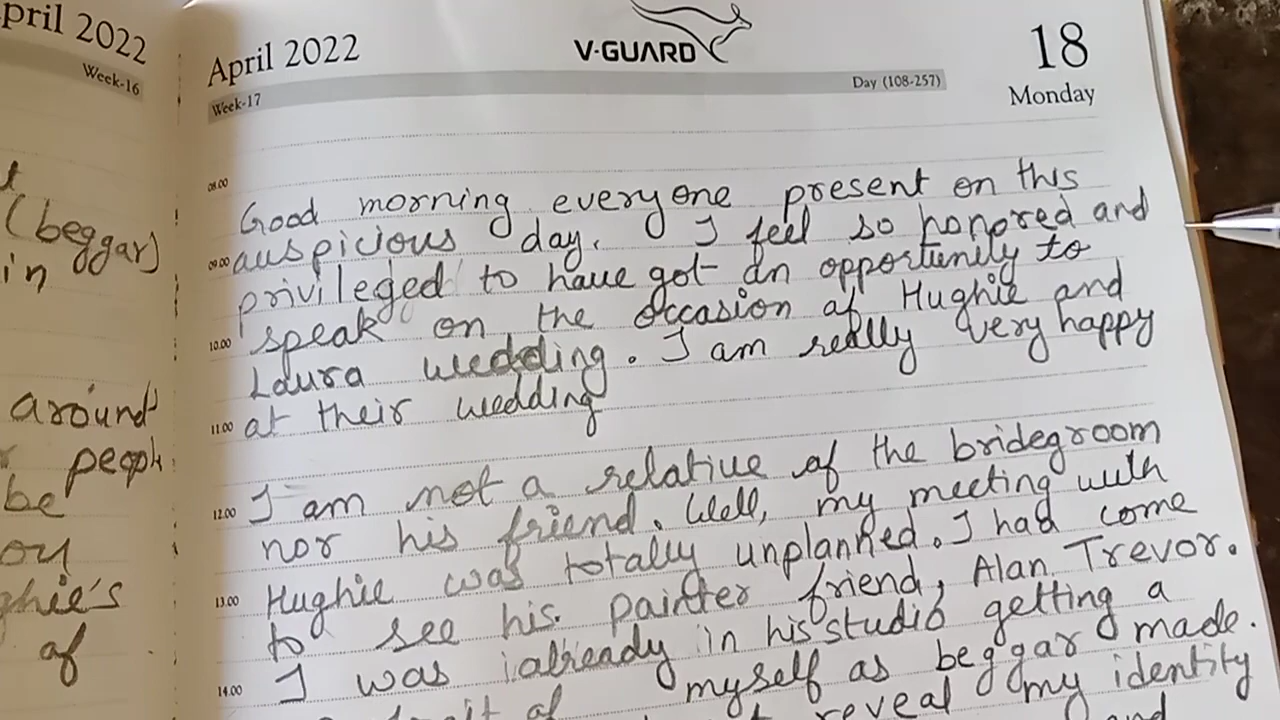 pril 2022
Week-16
(beggar)
in
around
people
be
ou
ghie's
of
April 2022
V-GUARD
18
Week-17
Day (108-257)
Monday
08.00
Good morning everyone present on this
09.00 auspicious day. I feel so honored and
privileged to have got an opportunity to
10.00 speak on the occasion of Hughie and
Laura wedding. I am really very happy
11.00 at their wedding
12.00 I am not a relative of the bridegroom
nor his friend. Well, my meeting with
13.00 Hughie was totally unplanned. I had come
to see his painter friend, Alan Trevor.
14.00 I was already in his studio getting a
of myself as beggar made.
reveal my identity
and